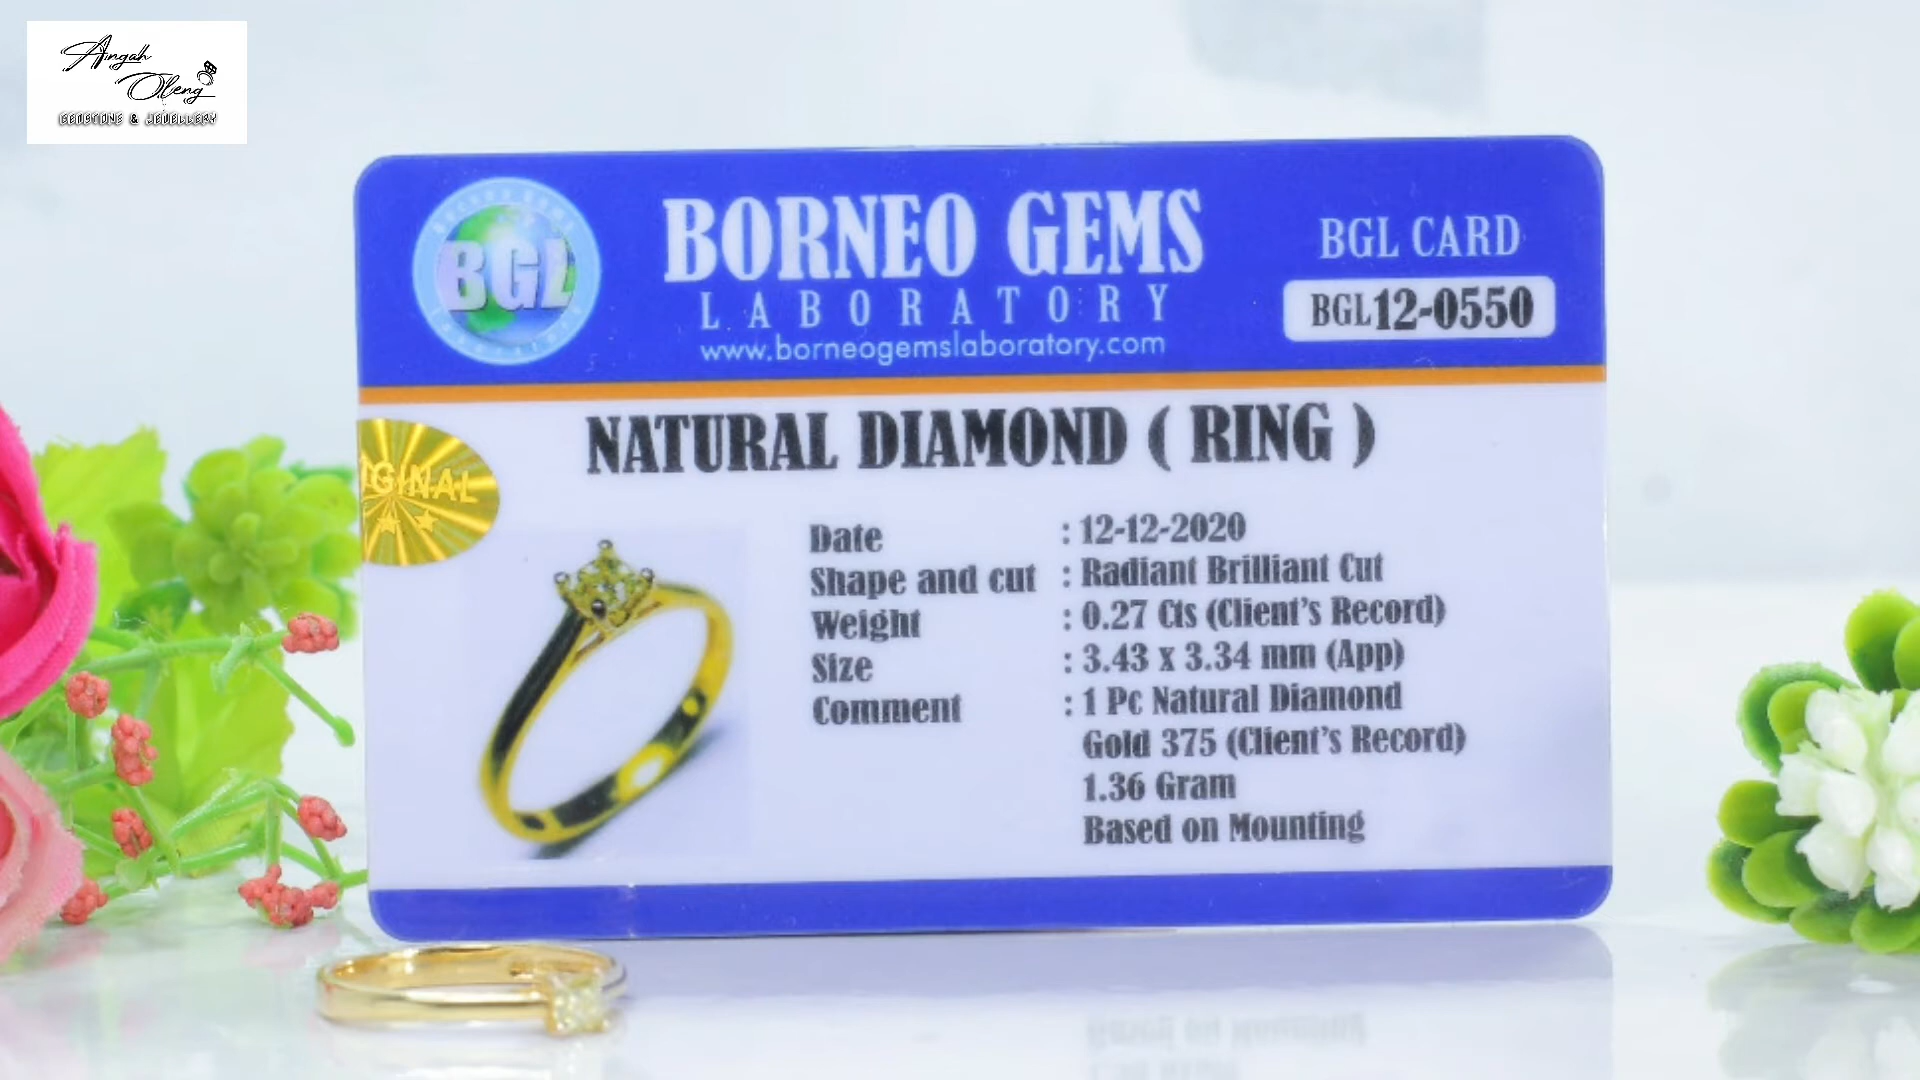 Aingah
Oleng
GEMSTONE & JEWELLERY
BGL
BORNEO GEMS
LABORATORY
www.borneogemslaboratory.com
BGL CARD
BGL12-0550
NATURAL DIAMOND ( RING )
IGINAL
Date : 12-12-2020
Shape and cut : Radiant Brilliant Cut
Weight : 0.27 Cts (Client's Record)
Size : 3.43 x 3.34 mm (App)
Comment : 1 Pc Natural Diamond
Gold 375 (Client's Record)
1.36 Gram
Based on Mounting